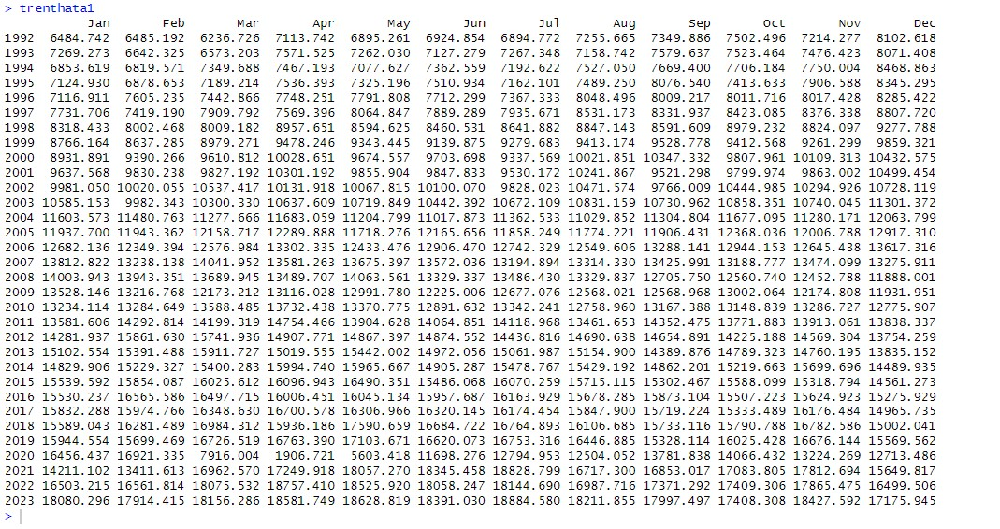 > trenthata1
Jan Feb Mar Apr May Jun Jul Aug Sep Oct Nov Dec
1992 6484.742 6485.192 6236.726 7113.742 6895.261 6924.854 6894.772 7255.665 7349.886 7502.496 7214.277 8102.618
1993 7269.273 6642.325 6573.203 7571.525 7262.030 7127.279 7267.348 7158.742 7579.637 7523.464 7476.423 8071.408
1994 6853.619 6819.571 7349.688 7467.193 7077.627 7362.559 7192.622 7527.050 7669.400 7706.184 7750.004 8468.863
1995 7124.930 6878.653 7189.214 7536.393 7325.196 7510.934 7162.101 7489.250 8076.540 7413.633 7906.588 8345.295
1996 7116.911 7605.235 7442.866 7748.251 7791.808 7712.299 7367.333 8048.496 8009.217 8011.716 8017.428 8285.422
1997 7731.706 7419.190 7909.792 7569.396 8064.847 7889.289 7935.671 8531.173 8331.937 8423.085 8376.338 8807.720
1998 8318.433 8002.468 8009.182 8957.651 8594.625 8460.531 8641.882 8847.143 8591.609 8979.232 8824.097 9277.788
1999 8766.164 8637.285 8979.271 9478.246 9343.445 9139.875 9279.683 9413.174 9528.778 9412.568 9261.299 9859.321
2000 8931.891 9390.266 9610.812 10028.651 9674.557 9703.698 9337.569 10021.851 10347.332 9807.961 10109.313 10432.575
2001 9637.568 9830.238 9827.192 10301.192 9855.904 9847.833 9530.172 10241.867 9521.298 9799.974 9863.002 10499.454
2002 9981.050 10020.055 10537.417 10131.918 10067.815 10100.070 9828.023 10471.574 9766.009 10444.985 10294.926 10728.119
2003 10585.153 9982.343 10300.330 10637.609 10719.849 10442.392 10672.109 10831.159 10730.962 10858.351 10740.045 11301.372
2004 11603.573 11480.763 11277.666 11683.059 11204.799 11017.873 11362.533 11029.852 11304.804 11677.095 11280.171 12063.799
2005 11937.700 11943.362 12158.717 12289.888 11718.276 12165.656 11858.249 11774.221 11906.431 12368.036 12006.788 12917.310
2006 12682.136 12349.394 12576.984 13302.335 12433.476 12906.470 12742.329 12549.606 13288.141 12944.153 12645.438 13617.316
2007 13812.822 13238.138 14041.952 13581.263 13675.397 13572.036 13194.894 13314.330 13425.991 13188.777 13474.099 13275.911
2008 14003.943 13943.351 13689.945 13489.707 14063.561 13329.337 13486.430 13329.837 12705.750 12560.740 12452.788 11888.001
2009 13528.146 13216.768 12173.212 13116.028 12991.780 12225.006 12677.076 12568.021 12568.968 13002.064 12174.808 11931.951
2010 13234.114 13284.649 13588.485 13732.438 13370.775 12891.632 13342.241 12758.960 13167.388 13148.839 13286.727 12775.907
2011 13581.606 14292.814 14199.319 14754.466 13904.628 14064.851 14118.968 13461.653 14352.475 13771.883 13913.061 13838.337
2012 14281.937 15861.630 15741.936 14907.771 14867.397 14874.552 14436.816 14690.638 14654.891 14225.188 14569.304 13754.259
2013 15102.554 15391.488 15911.727 15019.555 15442.002 14972.056 15061.987 15154.900 14389.876 14789.323 14760.195 13835.152
2014 14829.906 15229.327 15400.283 15994.740 15965.667 14905.287 15478.767 15429.192 14862.201 15219.663 15699.696 14489.935
2015 15539.592 15854.087 16025.612 16096.943 16490.351 15486.068 16070.259 15715.115 15302.467 15588.099 15318.794 14561.273
2016 15530.237 16565.586 16497.715 16006.451 16045.134 15957.687 16163.929 15678.285 15873.104 15507.223 15624.923 15275.929
2017 15832.288 15974.766 16348.630 16700.578 16306.966 16320.145 16174.454 15847.900 15719.224 15333.489 16176.484 14965.735
2018 15589.043 16281.489 16984.312 15936.186 17590.659 16684.722 16764.893 16106.685 15733.116 15790.788 16782.586 15002.041
2019 15944.554 15699.469 16726.519 16763.390 17103.671 16620.073 16753.316 16446.885 15328.114 16025.428 16676.144 15569.562
2020 16456.437 16921.335 7916.004 1906.721 5603.418 11698.276 12794.953 12504.052 13781.838 14066.432 13224.269 12713.486
2021 14211.102 13411.613 16962.570 17249.918 18057.270 18345.458 18828.799 16717.300 16853.017 17083.805 17812.694 15649.817
2022 16503.215 16561.814 18075.532 18757.410 18525.920 18058.247 18144.690 16987.716 17371.292 17409.306 17865.475 16499.506
2023 18080.296 17914.415 18156.286 18581.749 18628.819 18391.030 18884.580 18211.855 17997.497 17408.308 18427.592 17175.945
>